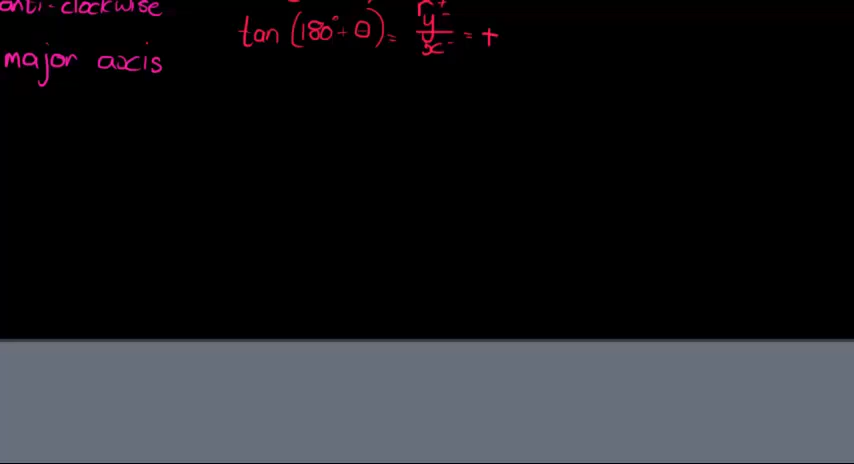 anti-clockwise
major axis
tan (180° + θ) = y⁻/x⁻ = +